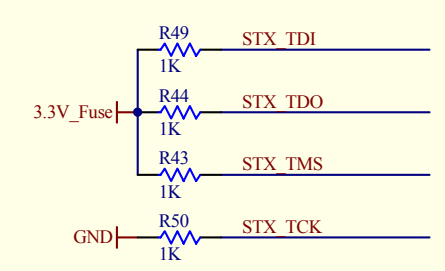 R49
STX_TDI
1K
R44
STX_TDO
3.3V_Fuse
1K
R43
STX_TMS
1K
R50
STX_TCK
GND
1K